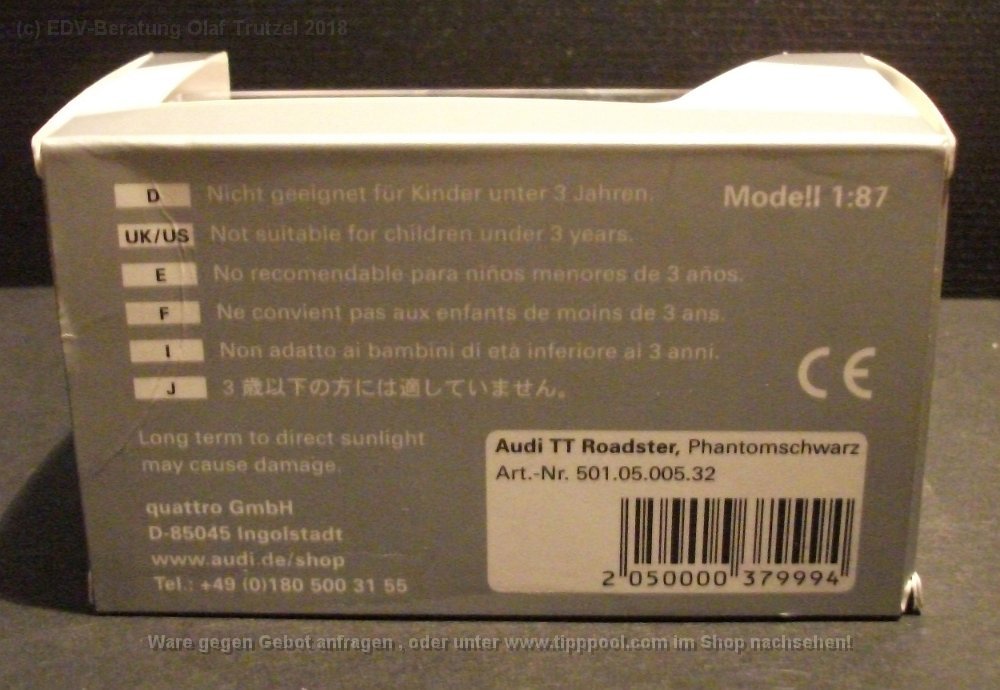 (c) EDV-Beratung Olaf Trutzel 2018
D Nicht geeignet für Kinder unter 3 Jahren.
Modell 1:87
UK/US Not suitable for children under 3 years.
E No recomendable para niños menores de 3 años.
F Ne convient pas aux enfants de moins de 3 ans.
I Non adatto ai bambini di età inferiore ai 3 anni.
J 3歳以下の方には適していません。
CE
Long term to direct sunlight
may cause damage.
quattro GmbH
D-85045 Ingolstadt
www.audi.de/shop
Tel.: +49 (0)180 500 31 55
Audi TT Roadster, Phantomschwarz
Art.-Nr. 501.05.005.32
2 050000 379994
Ware gegen Gebot anfragen , oder unter www.tipppool.com im Shop nachsehen!